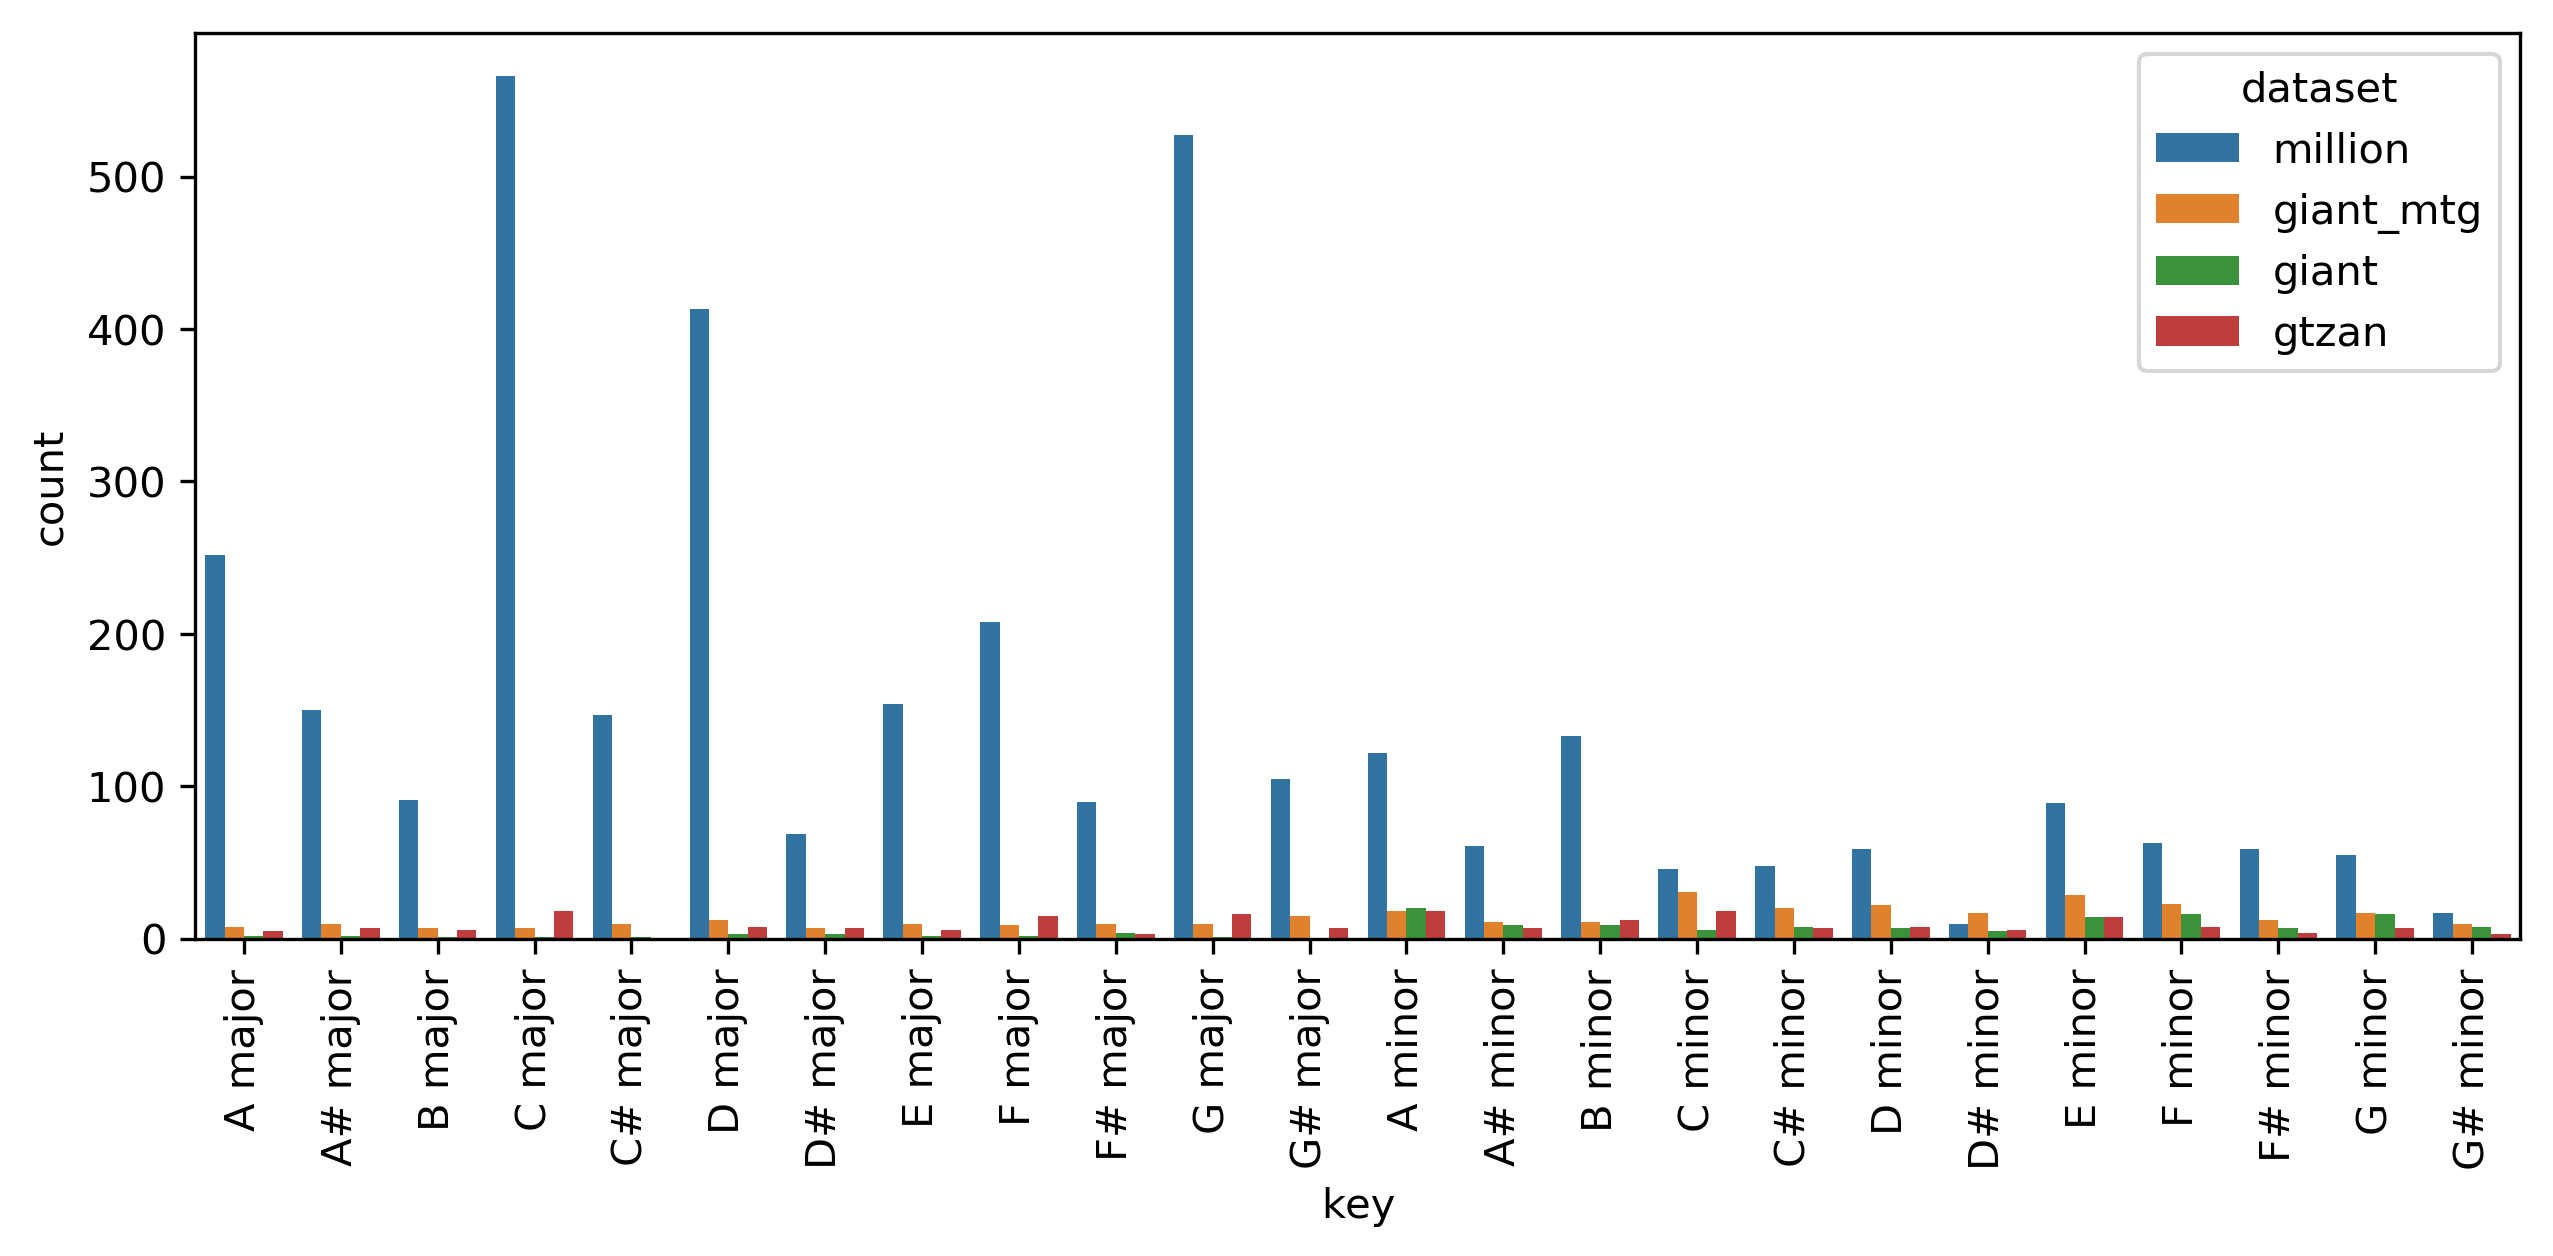 dataset
million
giant_mtg
giant
gtzan
count
500
400
300
200
100
0
A major
A# major
B major
C major
C# major
D major
D# major
E major
F major
F# major
G major
G# major
A minor
A# minor
B minor
C minor
C# minor
D minor
D# minor
E minor
F minor
F# minor
G minor
G# minor
key